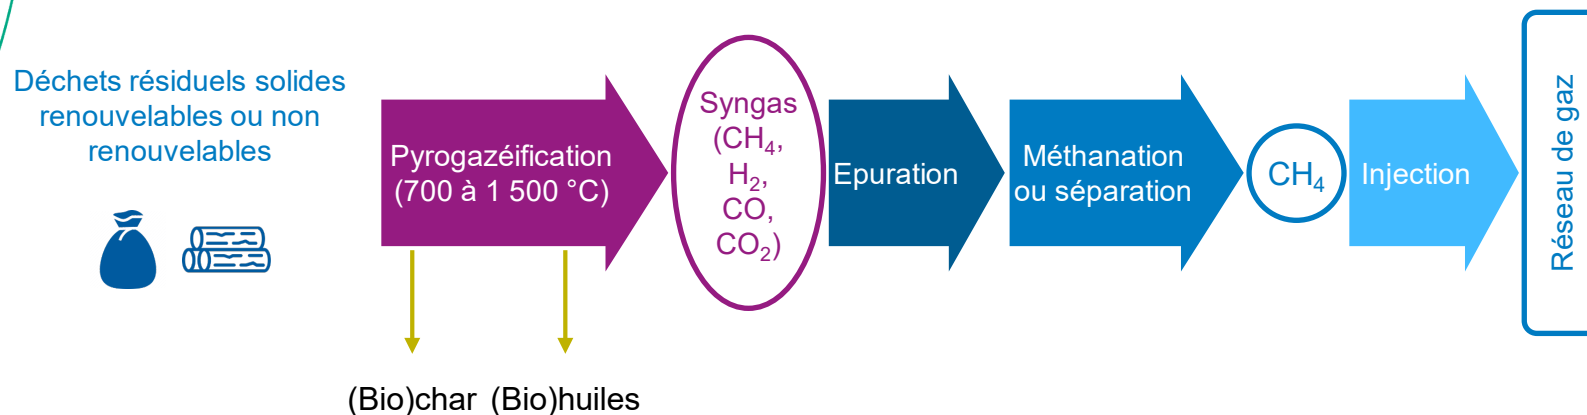 Déchets résiduels solides
renouvelables ou non
renouvelables
Pyrogazéification
(700 à 1 500 °C)
Syngas
(CH₄,
H₂,
CO,
CO₂)
Epuration
Méthanation
ou séparation
CH₄
Injection
Réseau de gaz
(Bio)char
(Bio)huiles